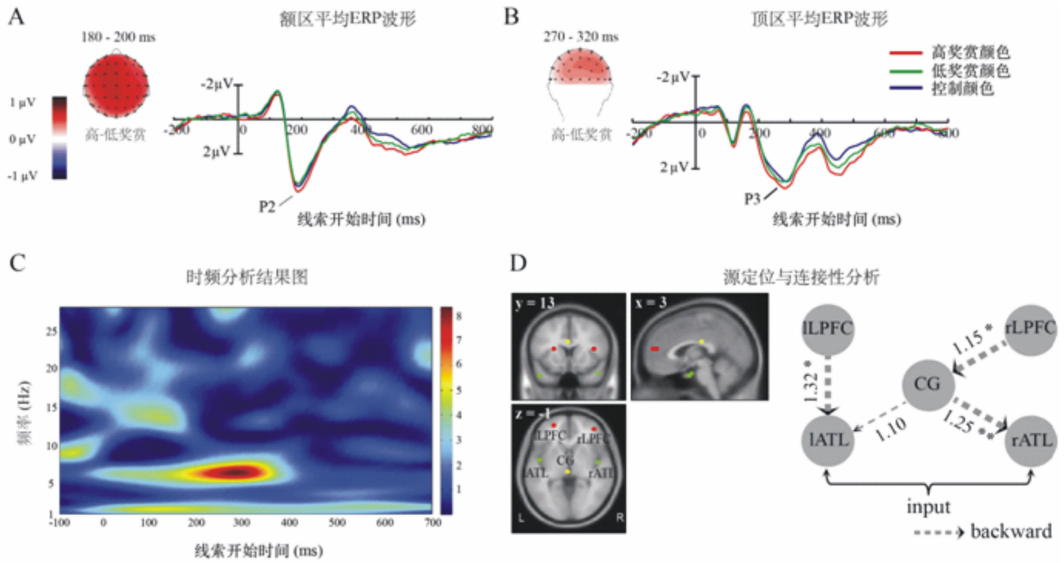 A
额区平均ERP波形
180 - 200 ms
1 μV
0 μV
-1 μV
高-低奖赏
-2μV
2μV
-200
0
200
400
600
800
P2
线索开始时间 (ms)
B
顶区平均ERP波形
270 - 320 ms
高-低奖赏
高奖赏颜色
低奖赏颜色
控制颜色
-2μV
2μV
-200
0
200
400
600
800
P3
线索开始时间 (ms)
C
时频分析结果图
频率 (Hz)
25
20
15
10
5
1
-100
0
100
200
300
400
500
600
700
8
7
6
5
4
3
2
1
线索开始时间 (ms)
D
源定位与连接性分析
y = 13
x = 3
z = -1
lLPFC
rLPFC
CG
lATL
rATL
L
R
lLPFC
rLPFC
1.32 *
1.15 *
CG
1.10
1.25 **
lATL
rATL
input
backward